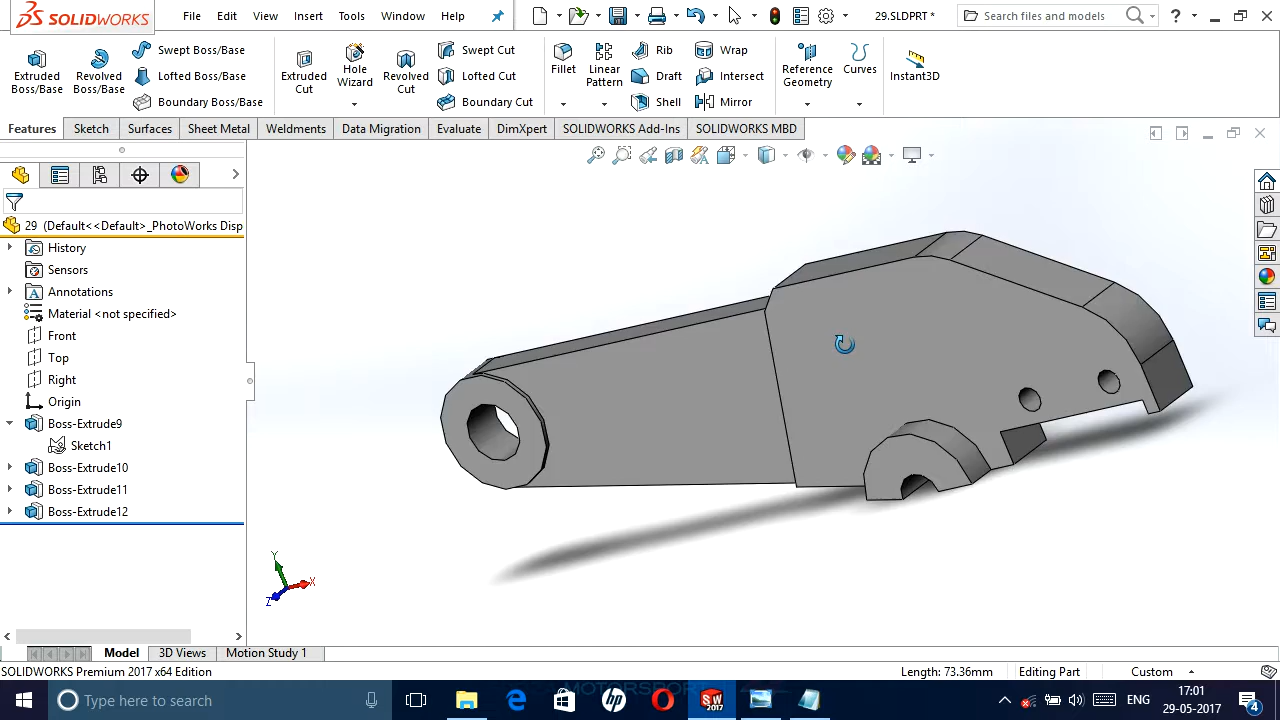 SOLIDWORKS
File Edit View Insert Tools Window Help
29.SLDPRT *
Search files and models
?
Extruded Boss/Base
Revolved Boss/Base
Swept Boss/Base
Lofted Boss/Base
Boundary Boss/Base
Extruded Cut
Hole Wizard
Revolved Cut
Swept Cut
Lofted Cut
Boundary Cut
Fillet
Linear Pattern
Rib
Draft
Shell
Wrap
Intersect
Mirror
Reference Geometry
Curves
Instant3D
Features Sketch Surfaces Sheet Metal Weldments Data Migration Evaluate DimXpert SOLIDWORKS Add-Ins SOLIDWORKS MBD
29 (Default<<Default>_PhotoWorks Disp
History
Sensors
Annotations
Material <not specified>
Front
Top
Right
Origin
Boss-Extrude9
Sketch1
Boss-Extrude10
Boss-Extrude11
Boss-Extrude12
Y
X
Z
Model 3D Views Motion Study 1
SOLIDWORKS Premium 2017 x64 Edition
Length: 73.36mm Editing Part Custom
Type here to search
SW 2017
ENG
17:01
29-05-2017
4